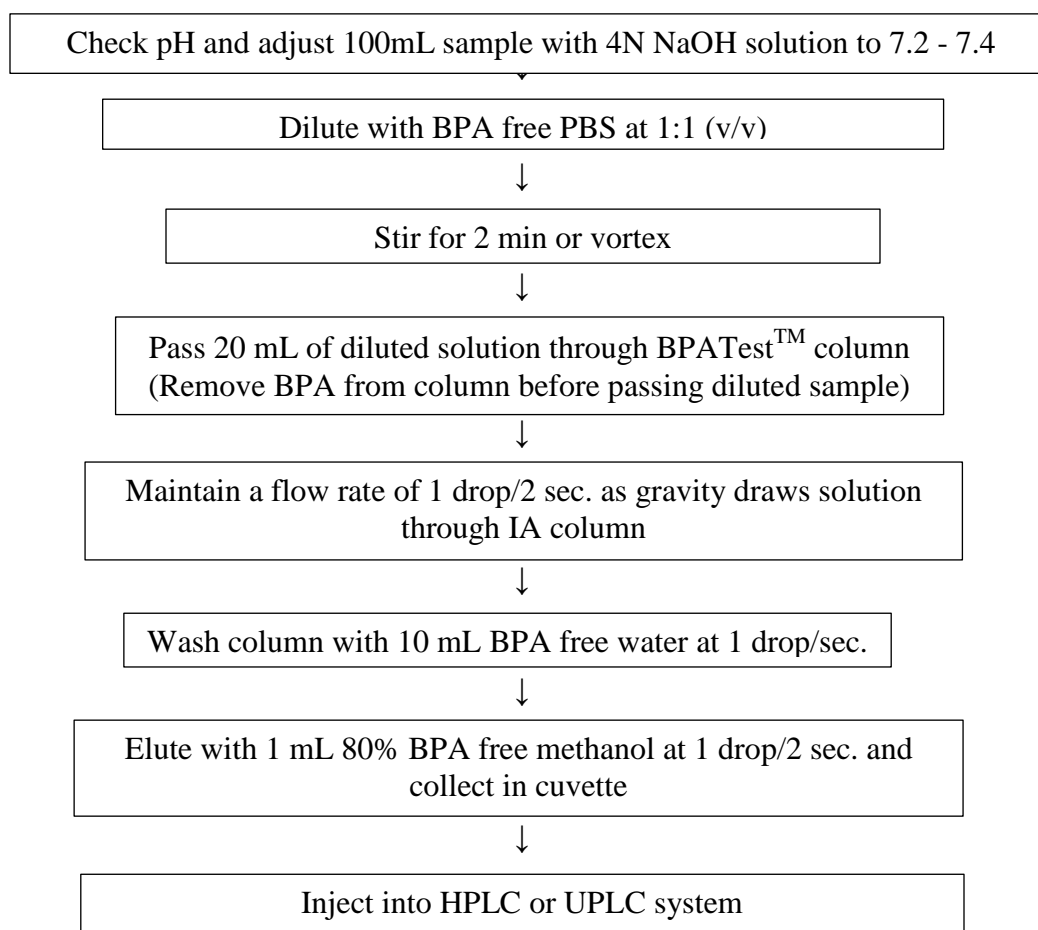 Check pH and adjust 100mL sample with 4N NaOH solution to 7.2 - 7.4
Dilute with BPA free PBS at 1:1 (v/v)
↓
Stir for 2 min or vortex
↓
Pass 20 mL of diluted solution through BPATest™ column
(Remove BPA from column before passing diluted sample)
↓
Maintain a flow rate of 1 drop/2 sec. as gravity draws solution
through IA column
↓
Wash column with 10 mL BPA free water at 1 drop/sec.
↓
Elute with 1 mL 80% BPA free methanol at 1 drop/2 sec. and
collect in cuvette
↓
Inject into HPLC or UPLC system